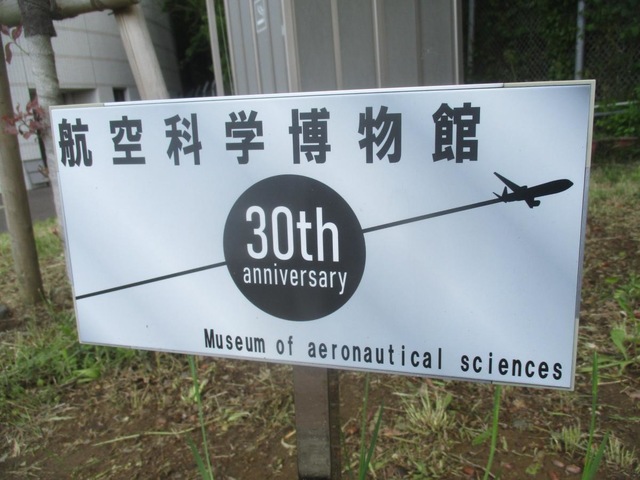 航空科学博物館
30th
anniversary
Museum of aeronautical sciences